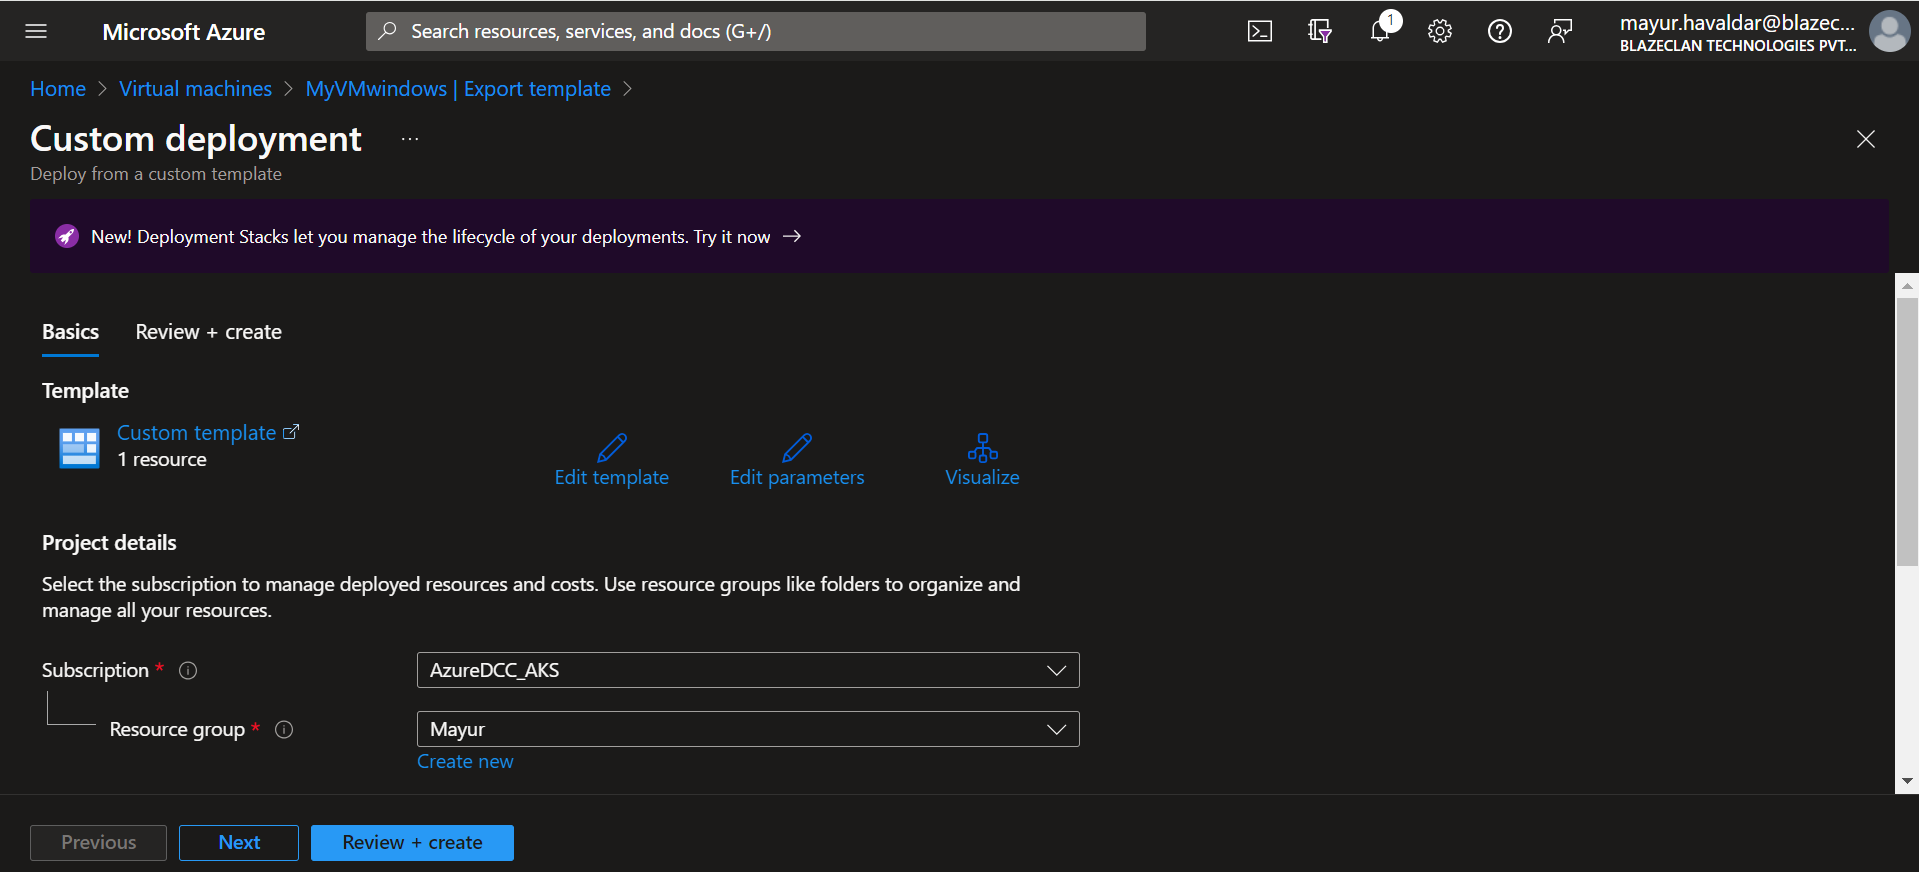 Microsoft Azure
Search resources, services, and docs (G+/)
1
mayur.havaldar@blazec...
BLAZECLAN TECHNOLOGIES PVT...
Home > Virtual machines > MyVMwindows | Export template >
Custom deployment ...
Deploy from a custom template
New! Deployment Stacks let you manage the lifecycle of your deployments. Try it now →
Basics
Review + create
Template
Custom template
1 resource
Edit template
Edit parameters
Visualize
Project details
Select the subscription to manage deployed resources and costs. Use resource groups like folders to organize and
manage all your resources.
Subscription *
AzureDCC_AKS
Resource group *
Mayur
Create new
Previous
Next
Review + create